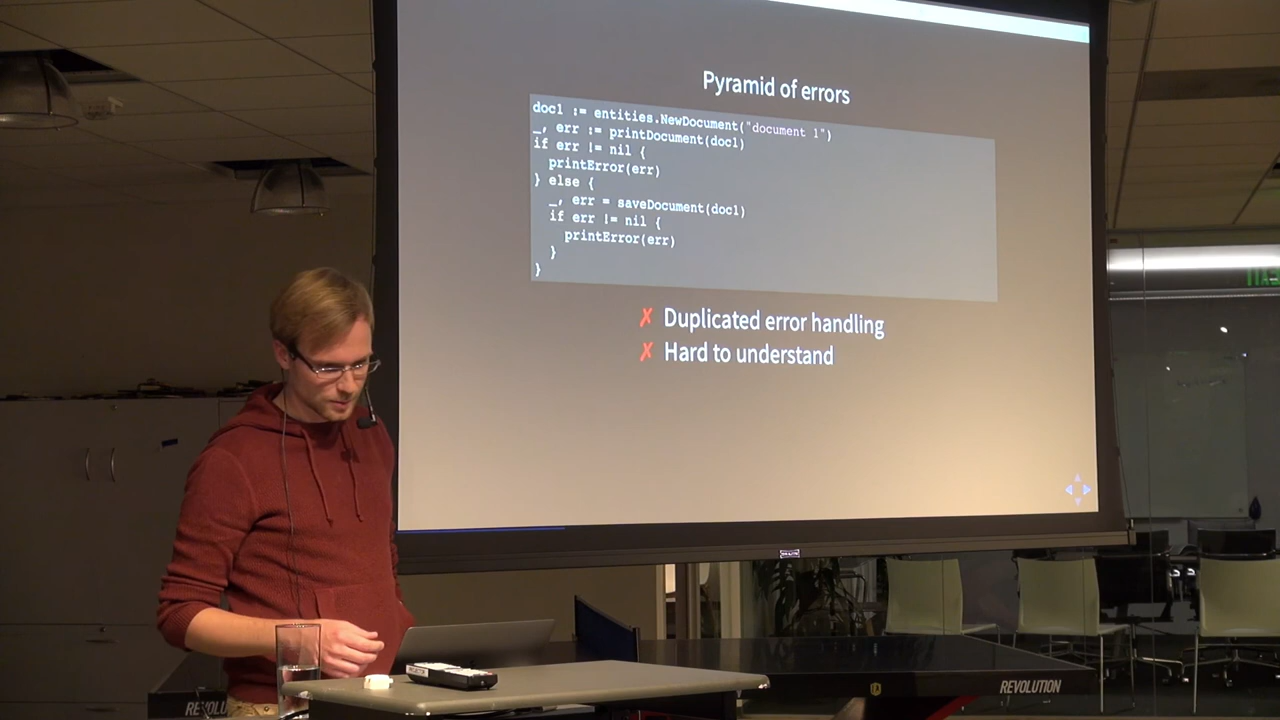 Pyramid of errors
doc1 := entities.NewDocument("document 1")
_, err := printDocument(doc1)
if err != nil {
  printError(err)
} else {
  _, err = saveDocument(doc1)
  if err != nil {
    printError(err)
  }
}
✗ Duplicated error handling
✗ Hard to understand
REVOLU
REVOLUTION